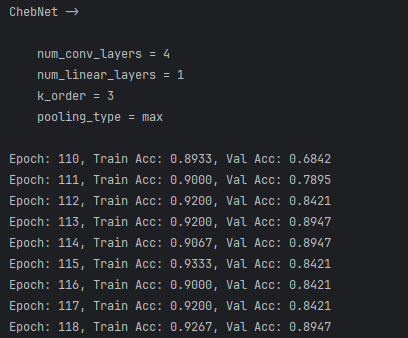 ChebNet ->
num_conv_layers = 4
num_linear_layers = 1
k_order = 3
pooling_type = max
Epoch: 110, Train Acc: 0.8933, Val Acc: 0.6842
Epoch: 111, Train Acc: 0.9000, Val Acc: 0.7895
Epoch: 112, Train Acc: 0.9200, Val Acc: 0.8421
Epoch: 113, Train Acc: 0.9200, Val Acc: 0.8947
Epoch: 114, Train Acc: 0.9067, Val Acc: 0.8947
Epoch: 115, Train Acc: 0.9333, Val Acc: 0.8421
Epoch: 116, Train Acc: 0.9000, Val Acc: 0.8421
Epoch: 117, Train Acc: 0.9200, Val Acc: 0.8421
Epoch: 118, Train Acc: 0.9267, Val Acc: 0.8947